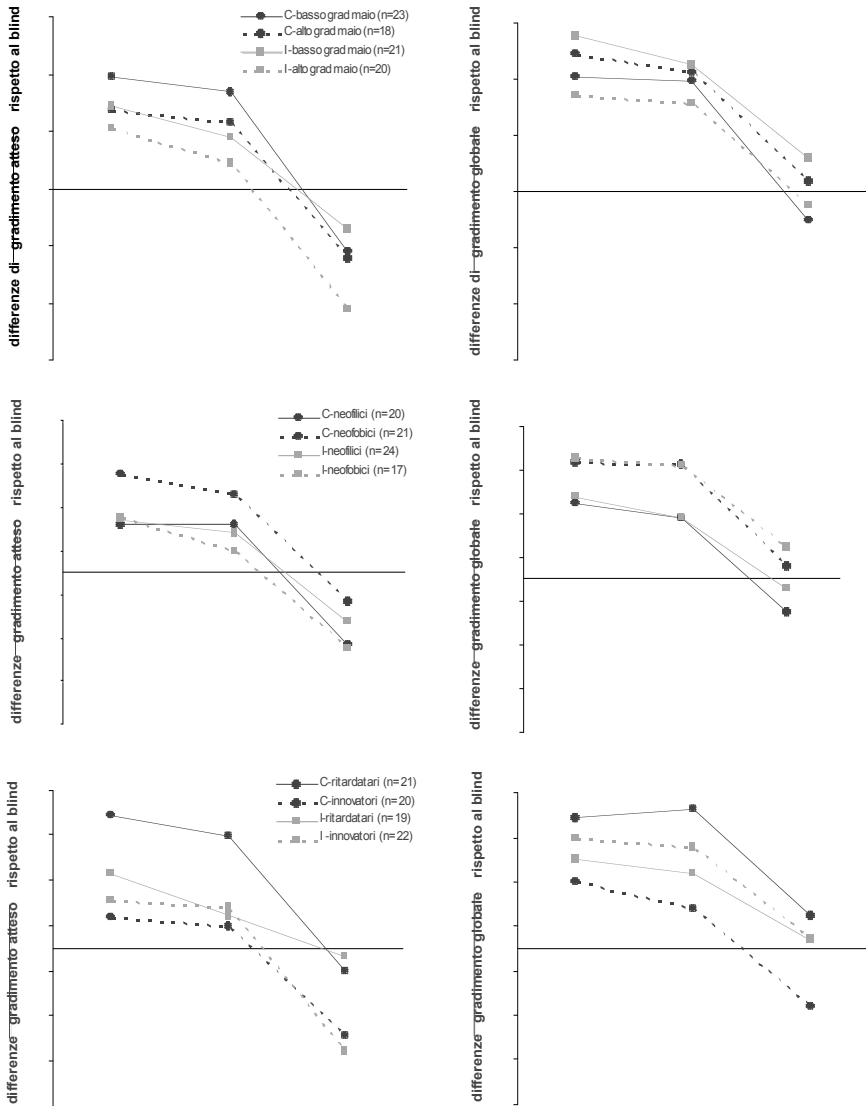 differenze di gradimento atteso rispetto al blind
C-basso grad maio (n=23)
C-alto grad maio (n=18)
I-basso grad maio (n=21)
I-alto grad maio (n=20)
differenze di gradimento globale rispetto al blind
differenze gradimento atteso rispetto al blind
C-neofilici (n=20)
C-neofobici (n=21)
I-neofilici (n=24)
I-neofobici (n=17)
differenze gradimento globale rispetto al blind
differenze gradimento atteso rispetto al blind
C-ritardatari (n=21)
C-innovatori (n=20)
I-ritardatari (n=19)
I -innovatori (n=22)
differenze gradimento globale rispetto al blind